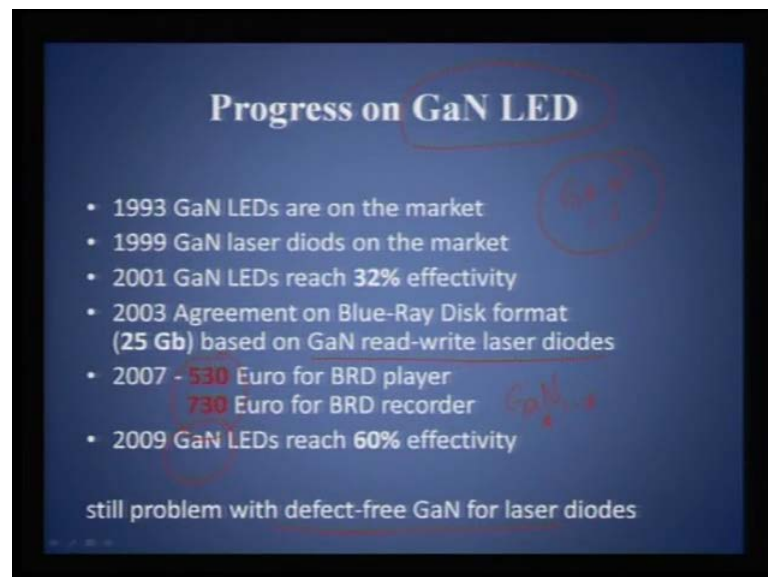 Progress on GaN LED
• 1993 GaN LEDs are on the market
• 1999 GaN laser diods on the market
• 2001 GaN LEDs reach 32% effectivity
• 2003 Agreement on Blue-Ray Disk format
(25 Gb) based on GaN read-write laser diodes
• 2007 - 530 Euro for BRD player
730 Euro for BRD recorder
GaN
• 2009 GaN LEDs reach 60% effectivity
still problem with defect-free GaN for laser diodes